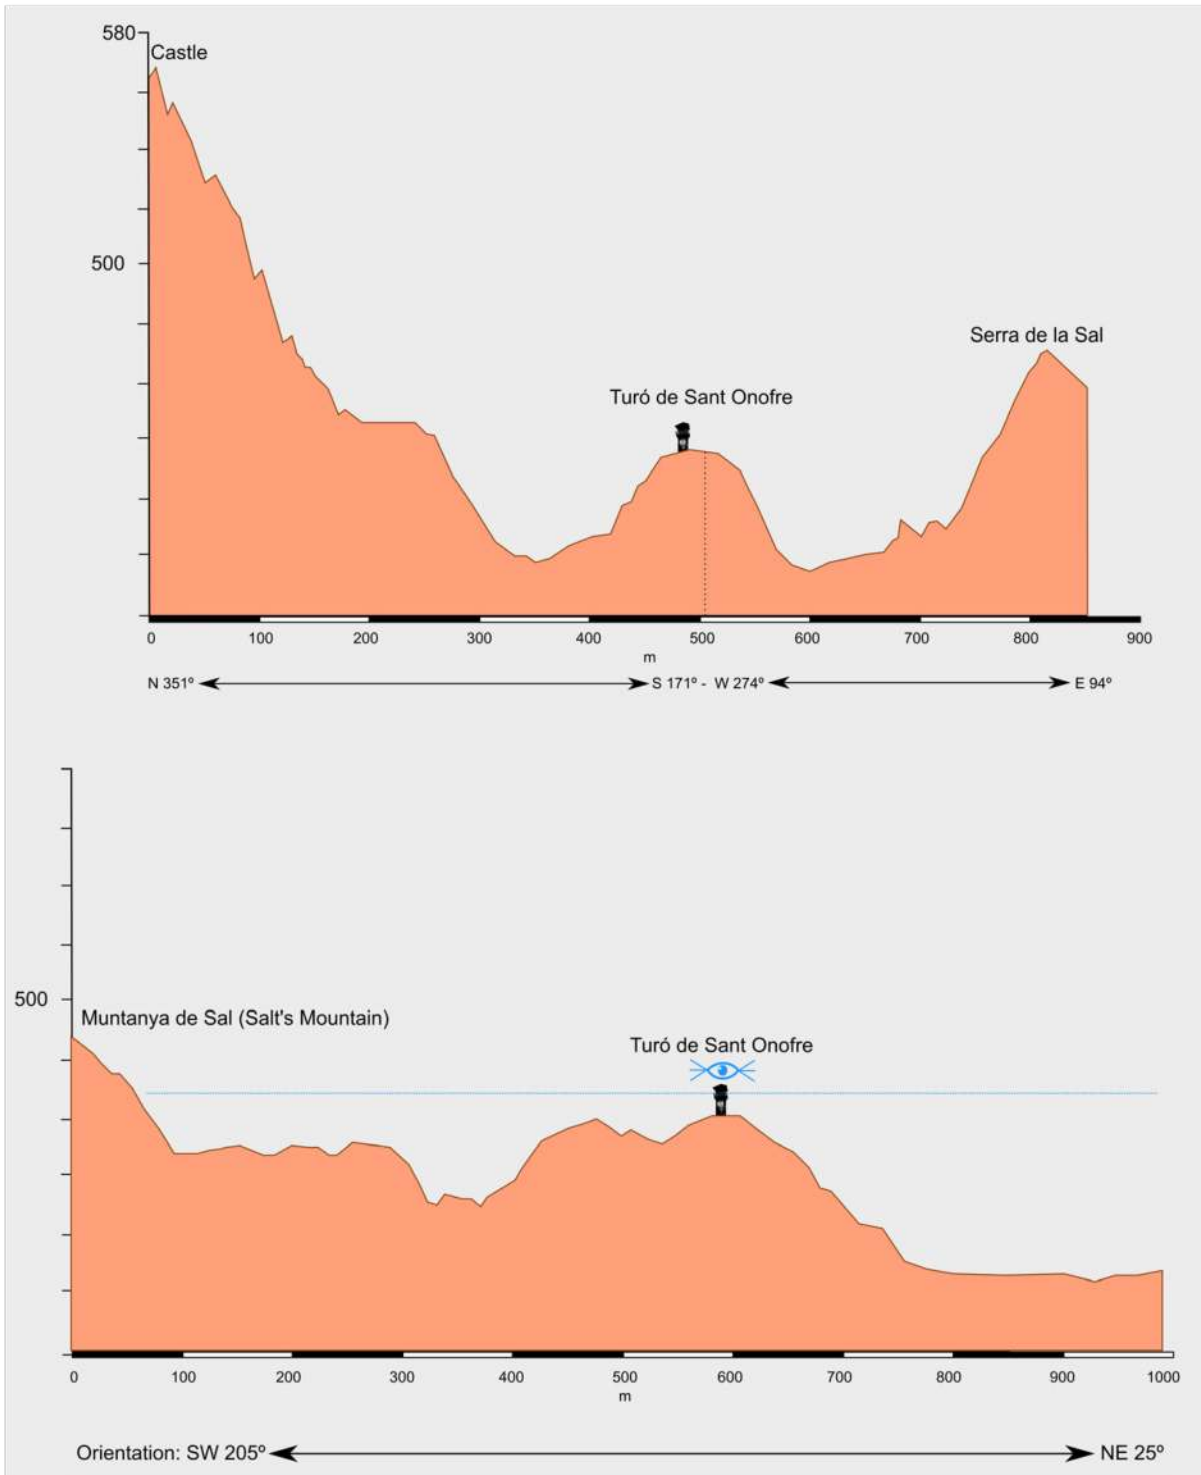 580
Castle
500
Serra de la Sal
Turó de Sant Onofre
0 100 200 300 400 500 600 700 800 900
m
N 351º S 171º - W 274º E 94º
500
Muntanya de Sal (Salt's Mountain)
Turó de Sant Onofre
0 100 200 300 400 500 600 700 800 900 1000
m
Orientation: SW 205º NE 25º